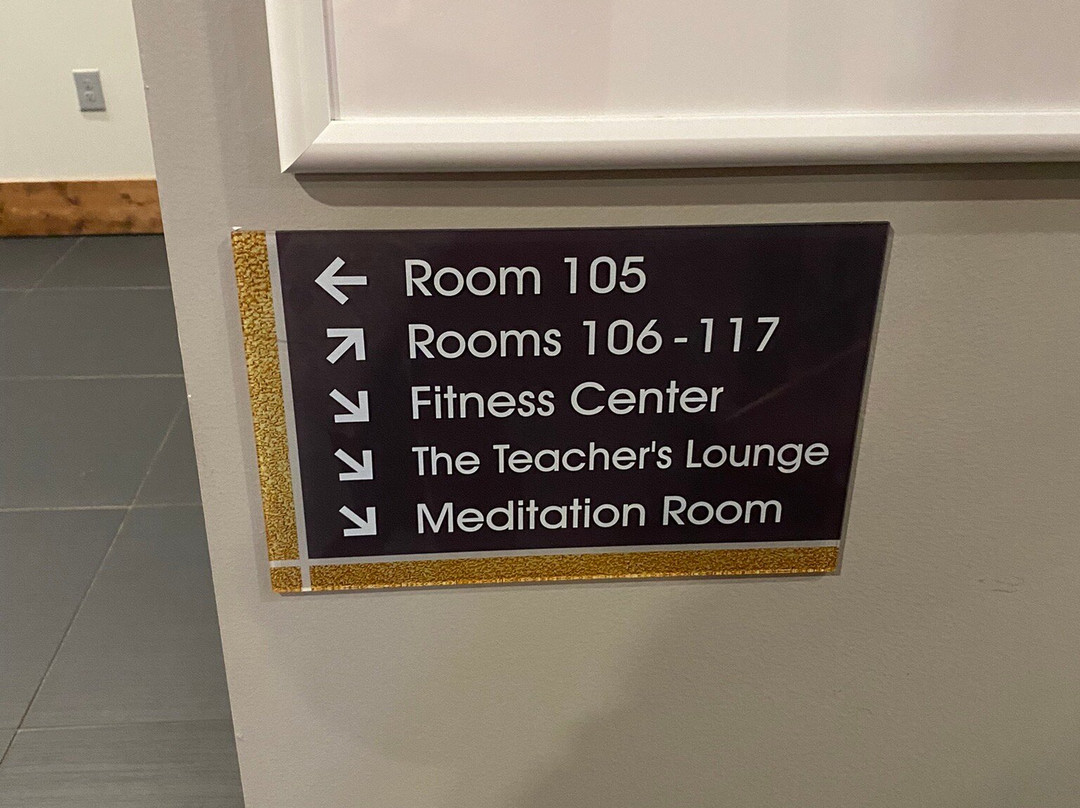 ← Room 105
↗ Rooms 106-117
↘ Fitness Center
↘ The Teacher's Lounge
↘ Meditation Room